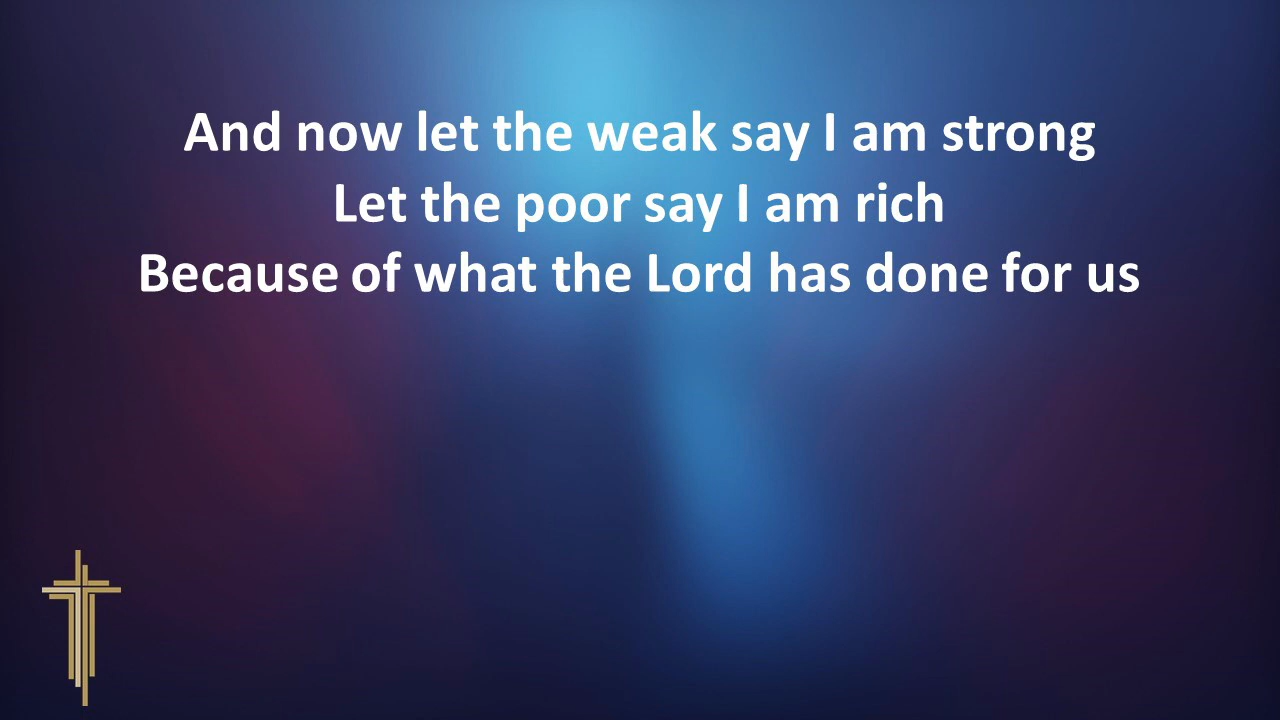 And now let the weak say I am strong
Let the poor say I am rich
Because of what the Lord has done for us